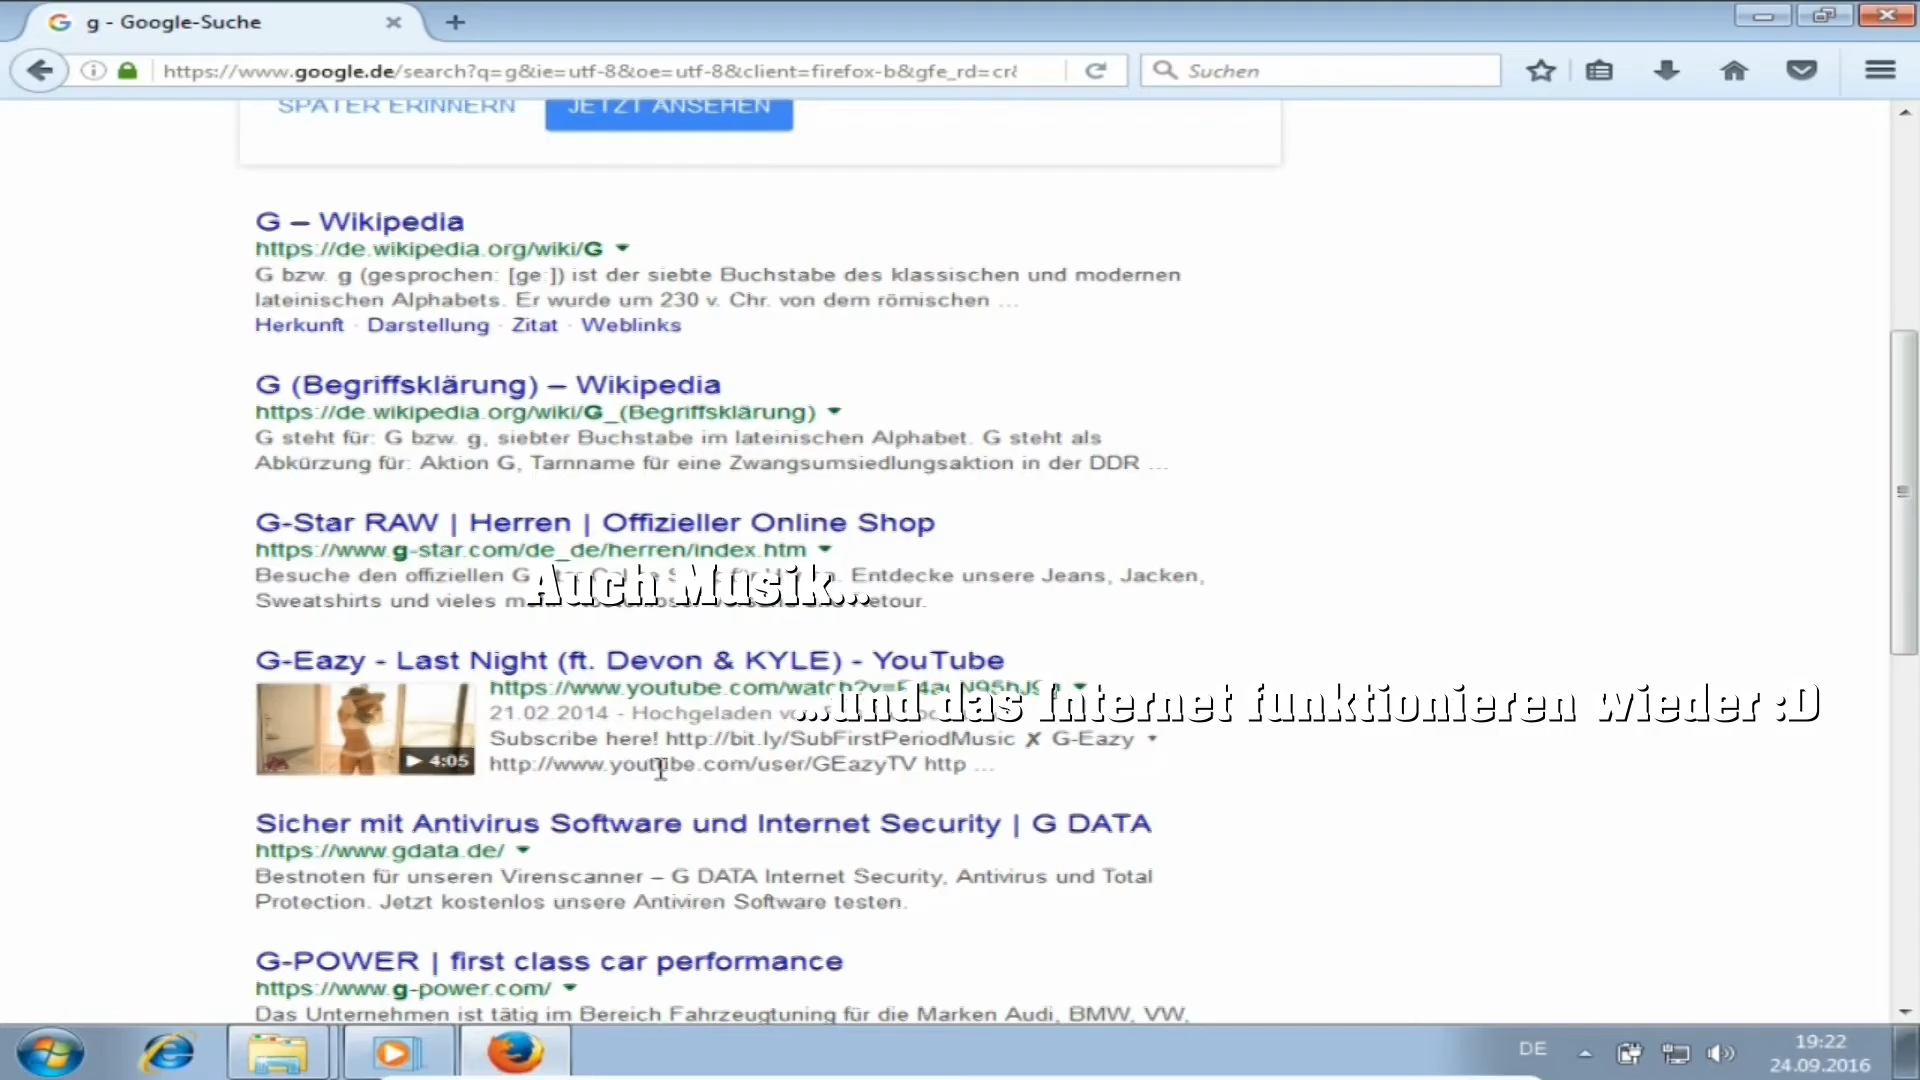 g - Google-Suche
https://www.google.de/search?q=g&ie=utf-8&oe=utf-8&client=firefox-b&gfe_rd=cr&
Suchen
SPÄTER ERINNERN
JETZT ANSEHEN
G – Wikipedia
https://de.wikipedia.org/wiki/G
G bzw. g (gesprochen: [geː]) ist der siebte Buchstabe des klassischen und modernen
lateinischen Alphabets. Er wurde um 230 v. Chr. von dem römischen ...
Herkunft · Darstellung · Zitat · Weblinks
G (Begriffsklärung) – Wikipedia
https://de.wikipedia.org/wiki/G_(Begriffsklärung)
G steht für: G bzw. g, siebter Buchstabe im lateinischen Alphabet. G steht als
Abkürzung für: Aktion G, Tarnname für eine Zwangsumsiedlungsaktion in der DDR ...
G-Star RAW | Herren | Offizieller Online Shop
https://www.g-star.com/de_de/herren/index.htm
Besuche den offiziellen Entdecke unsere Jeans, Jacken,
Sweatshirts und vieles Retour.
Auch Musik...
G-Eazy - Last Night (ft. Devon & KYLE) - YouTube
https://www.youtube.com/watch?v=
21.02.2014 - Hochgeladen
...und das Internet funktionieren wieder :D
Subscribe here! http://bit.ly/SubFirstPeriodMusic ✗ G-Eazy
http://www.youtube.com/user/GEazyTV http ...
4:05
Sicher mit Antivirus Software und Internet Security | G DATA
https://www.gdata.de/
Bestnoten für unseren Virenscanner – G DATA Internet Security, Antivirus und Total
Protection. Jetzt kostenlos unsere Antiviren Software testen.
G-POWER | first class car performance
https://www.g-power.com/
Das Unternehmen ist tätig im Bereich Fahrzeugtuning für die Marken Audi, BMW, VW,
DE
19:22
24.09.2016